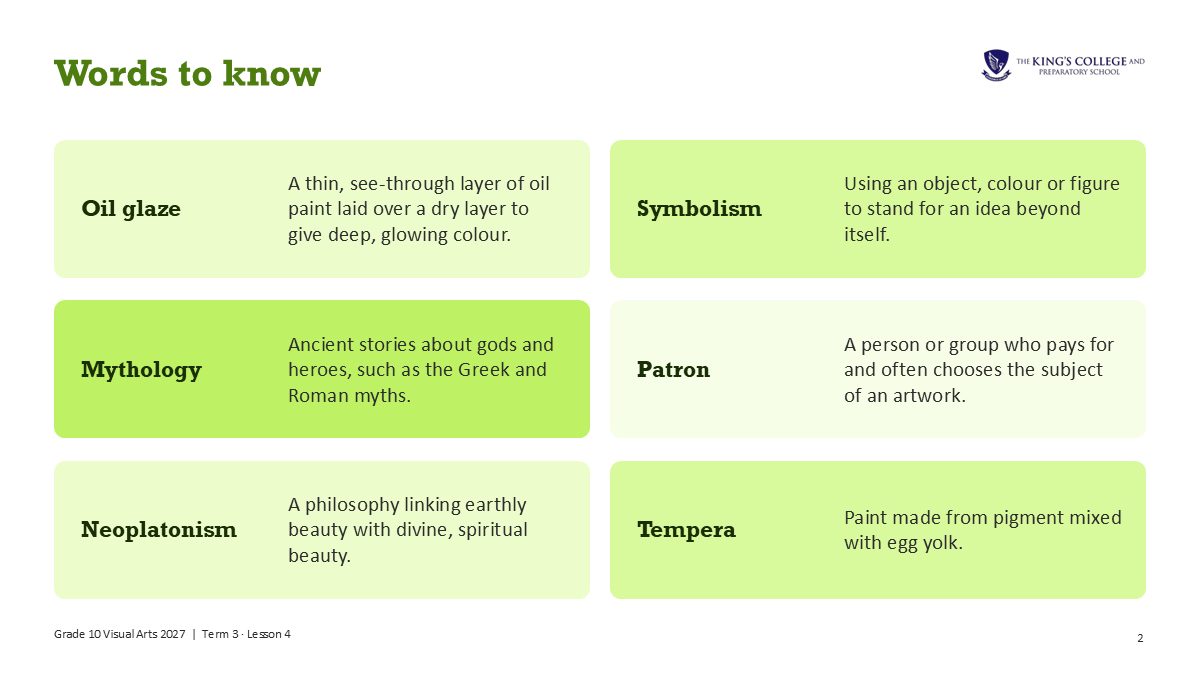 Words to know
THE KING'S COLLEGE AND
PREPARATORY SCHOOL
Oil glaze
A thin, see-through layer of oil
paint laid over a dry layer to
give deep, glowing colour.
Symbolism
Using an object, colour or figure
to stand for an idea beyond
itself.
Mythology
Ancient stories about gods and
heroes, such as the Greek and
Roman myths.
Patron
A person or group who pays for
and often chooses the subject
of an artwork.
Neoplatonism
A philosophy linking earthly
beauty with divine, spiritual
beauty.
Tempera
Paint made from pigment mixed
with egg yolk.
Grade 10 Visual Arts 2027 | Term 3 · Lesson 4
2